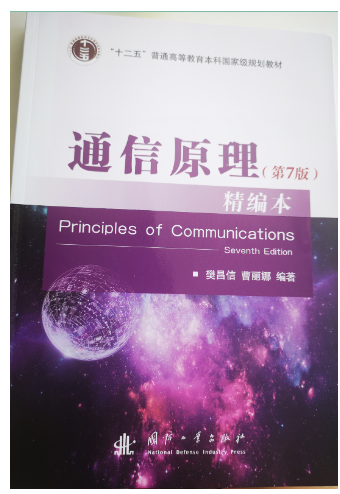 "十二五"普通高等教育本科国家级规划教材
通信原理(第7版)
精编本
Principles of Communications
Seventh Edition
樊昌信 曹丽娜 编著
国防工业出版社
National Defense Industry Press